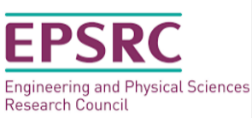 EPSRC
Engineering and Physical Sciences
Research Council